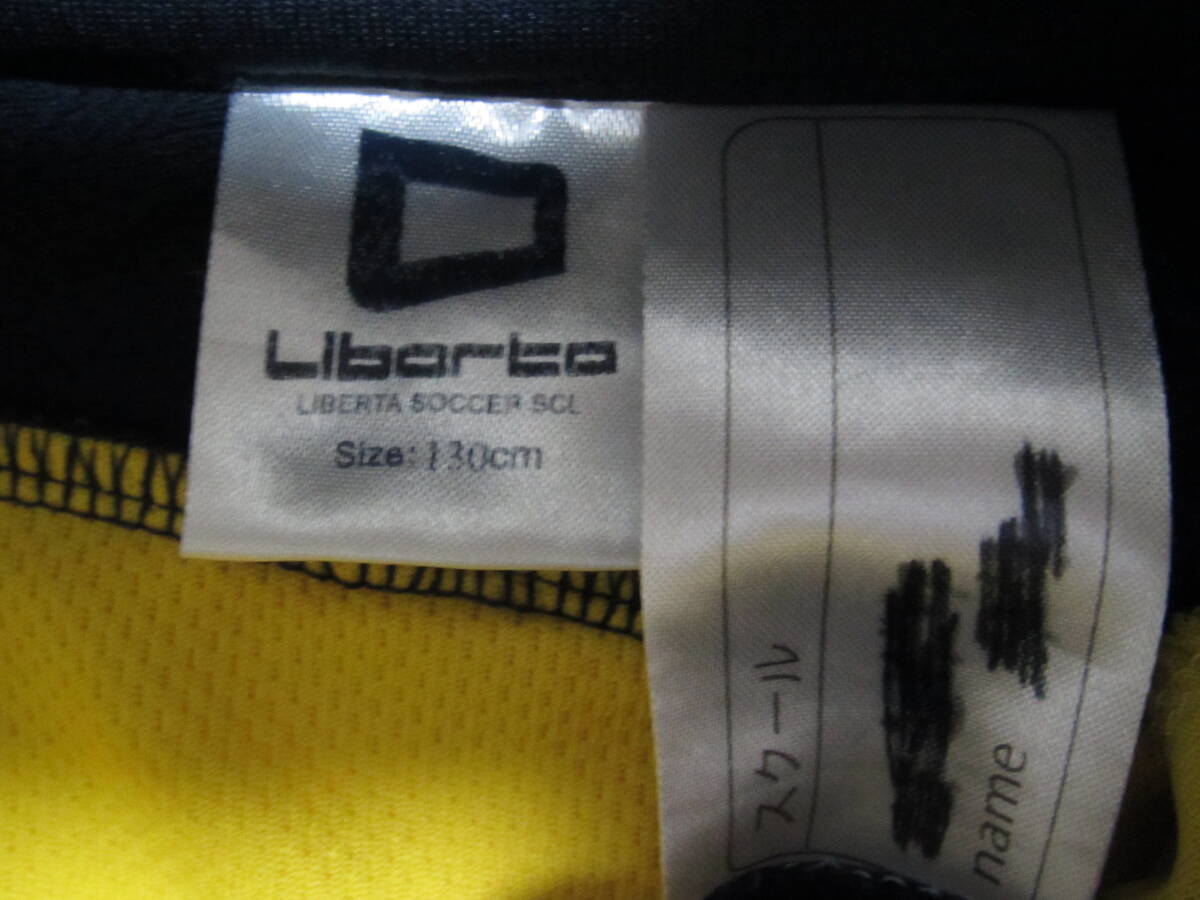 Liberta
LIBERTA SOCCER SCL
Size: 130cm
スクール
name